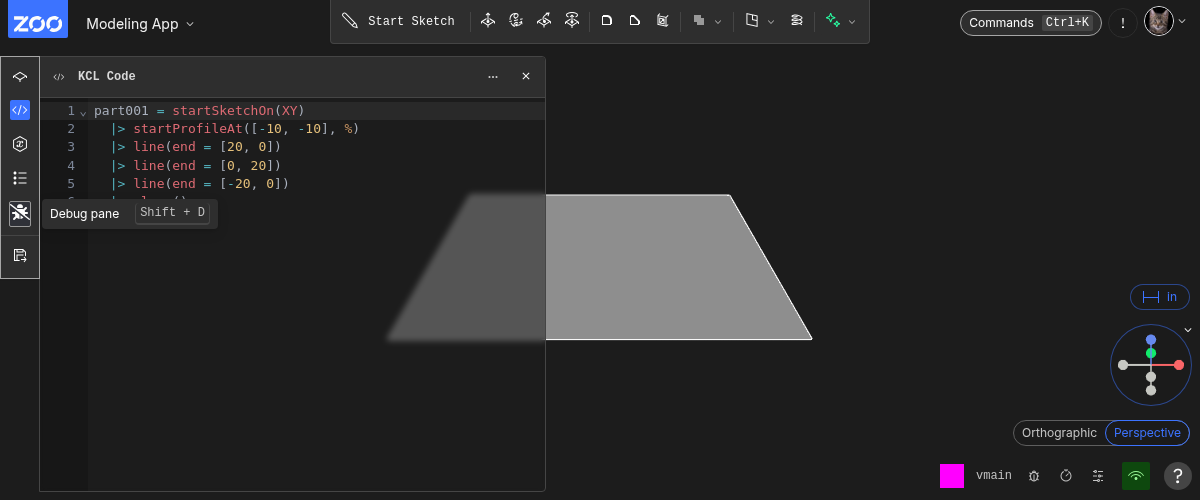 ZOO
Modeling App
Start Sketch
Commands Ctrl+K
!
KCL Code
1 part001 = startSketchOn(XY)
2 |> startProfileAt([-10, -10], %)
3 |> line(end = [20, 0])
4 |> line(end = [0, 20])
5 |> line(end = [-20, 0])
Debug pane Shift + D
in
Orthographic Perspective
vmain
?